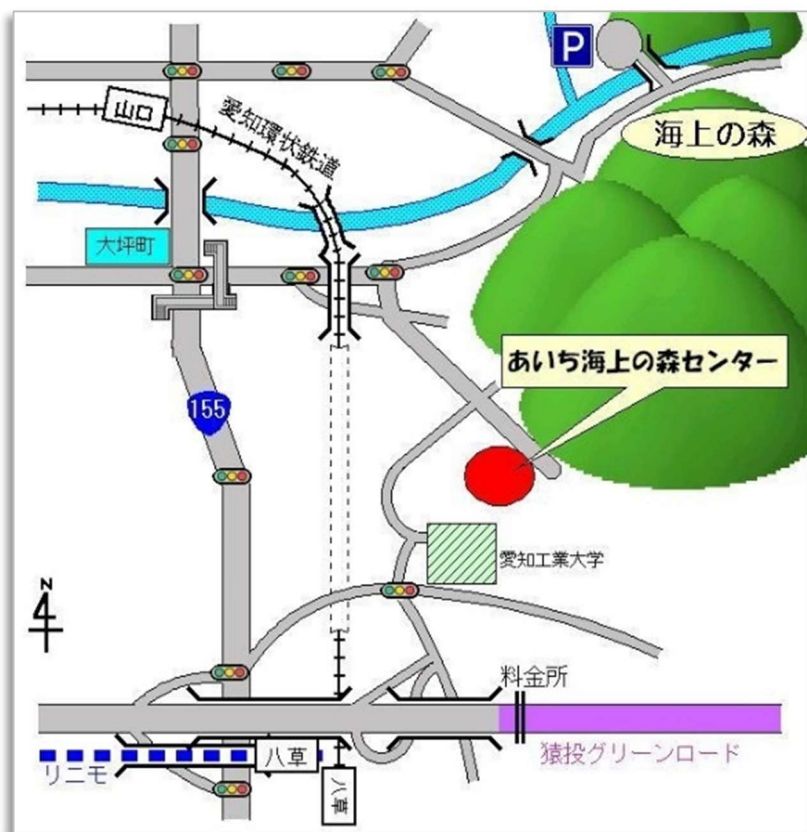 P
山口
愛知環状鉄道
海上の森
大坪町
あいち海上の森センター
155
愛知工業大学
N
料金所
八草
リニモ
猿投グリーンロード
八草